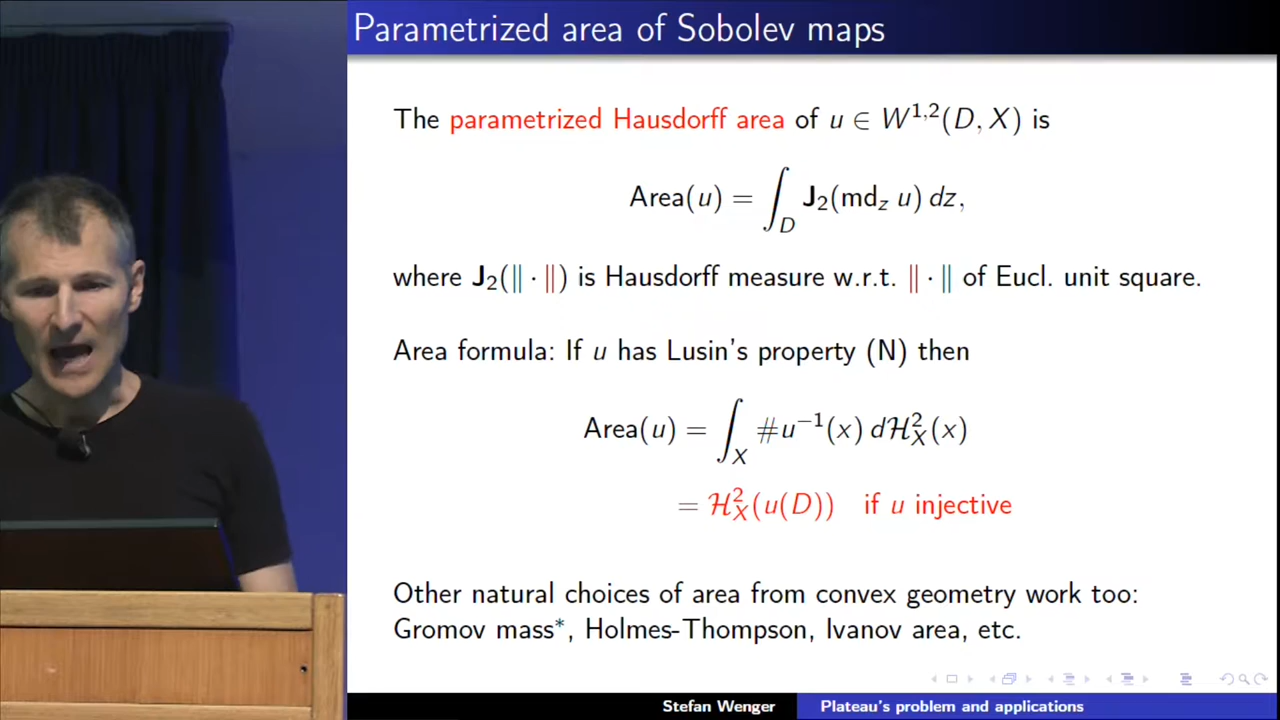 Parametrized area of Sobolev maps
The parametrized Hausdorff area of u ∈ W^{1,2}(D, X) is
Area(u) = ∫_D J₂(md_z u) dz,
where J₂(‖·‖) is Hausdorff measure w.r.t. ‖·‖ of Eucl. unit square.
Area formula: If u has Lusin's property (N) then
Area(u) = ∫_X #u⁻¹(x) dℋ²_X(x)
= ℋ²_X(u(D)) if u injective
Other natural choices of area from convex geometry work too:
Gromov mass*, Holmes-Thompson, Ivanov area, etc.
Stefan Wenger Plateau's problem and applications